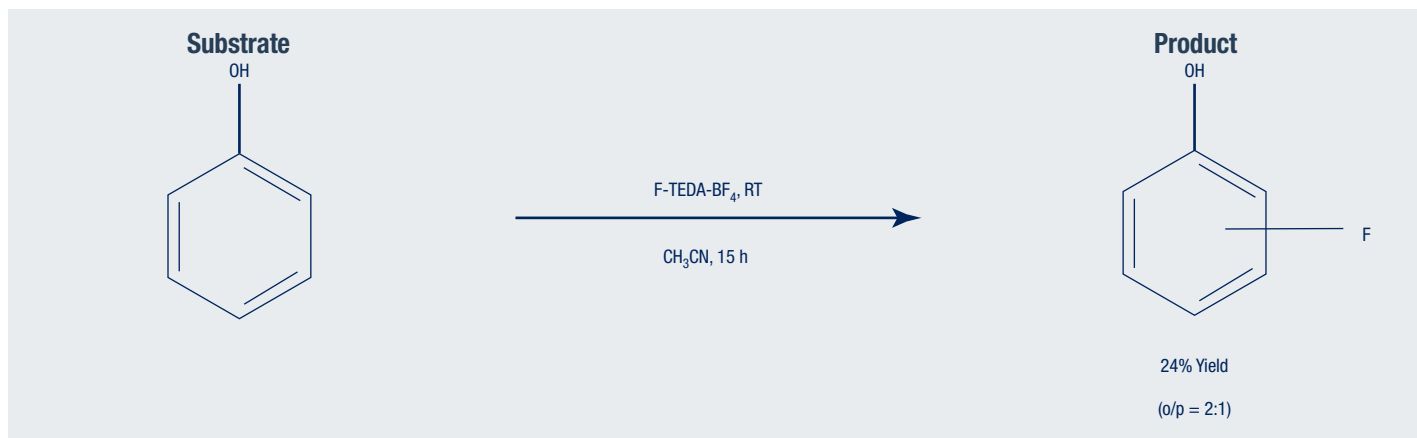 Substrate
OH
F-TEDA-BF₄, RT
CH₃CN, 15 h
Product
OH
F
24% Yield
(o/p = 2:1)